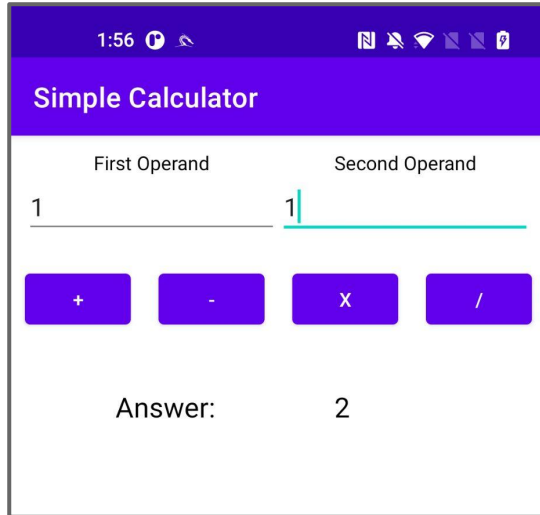 1:56
Simple Calculator
First Operand Second Operand
1 1
+ - X /
Answer: 2